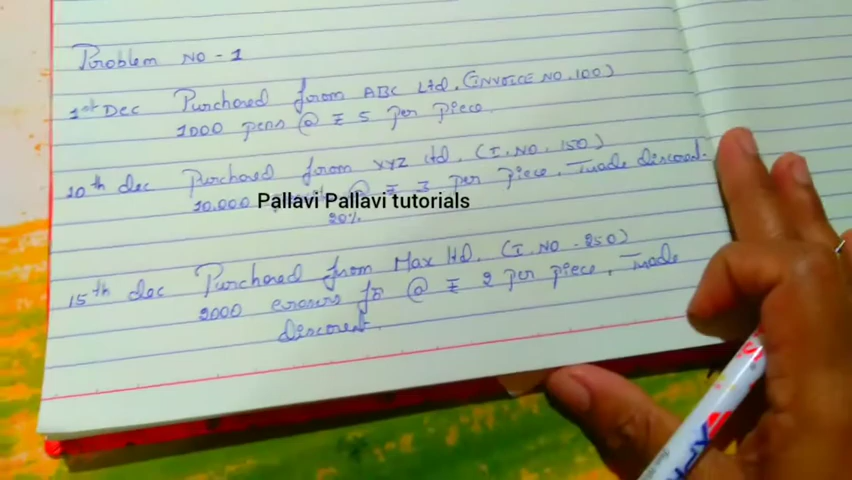 Problem NO - 1
1st Dec Purchased from ABC Ltd. (INVOICE NO. 100)
1000 pens @ ₹ 5 per piece.
10th dec Purchased from XYZ Ltd. (I. NO. 150)
10.000 @ ₹ 3 per piece, Trade discount.
Pallavi Pallavi tutorials
20%
15th dec Purchased from Max ltd. (I. NO - 250)
2000 erasers for @ ₹ 2 per piece, Trade
discount.